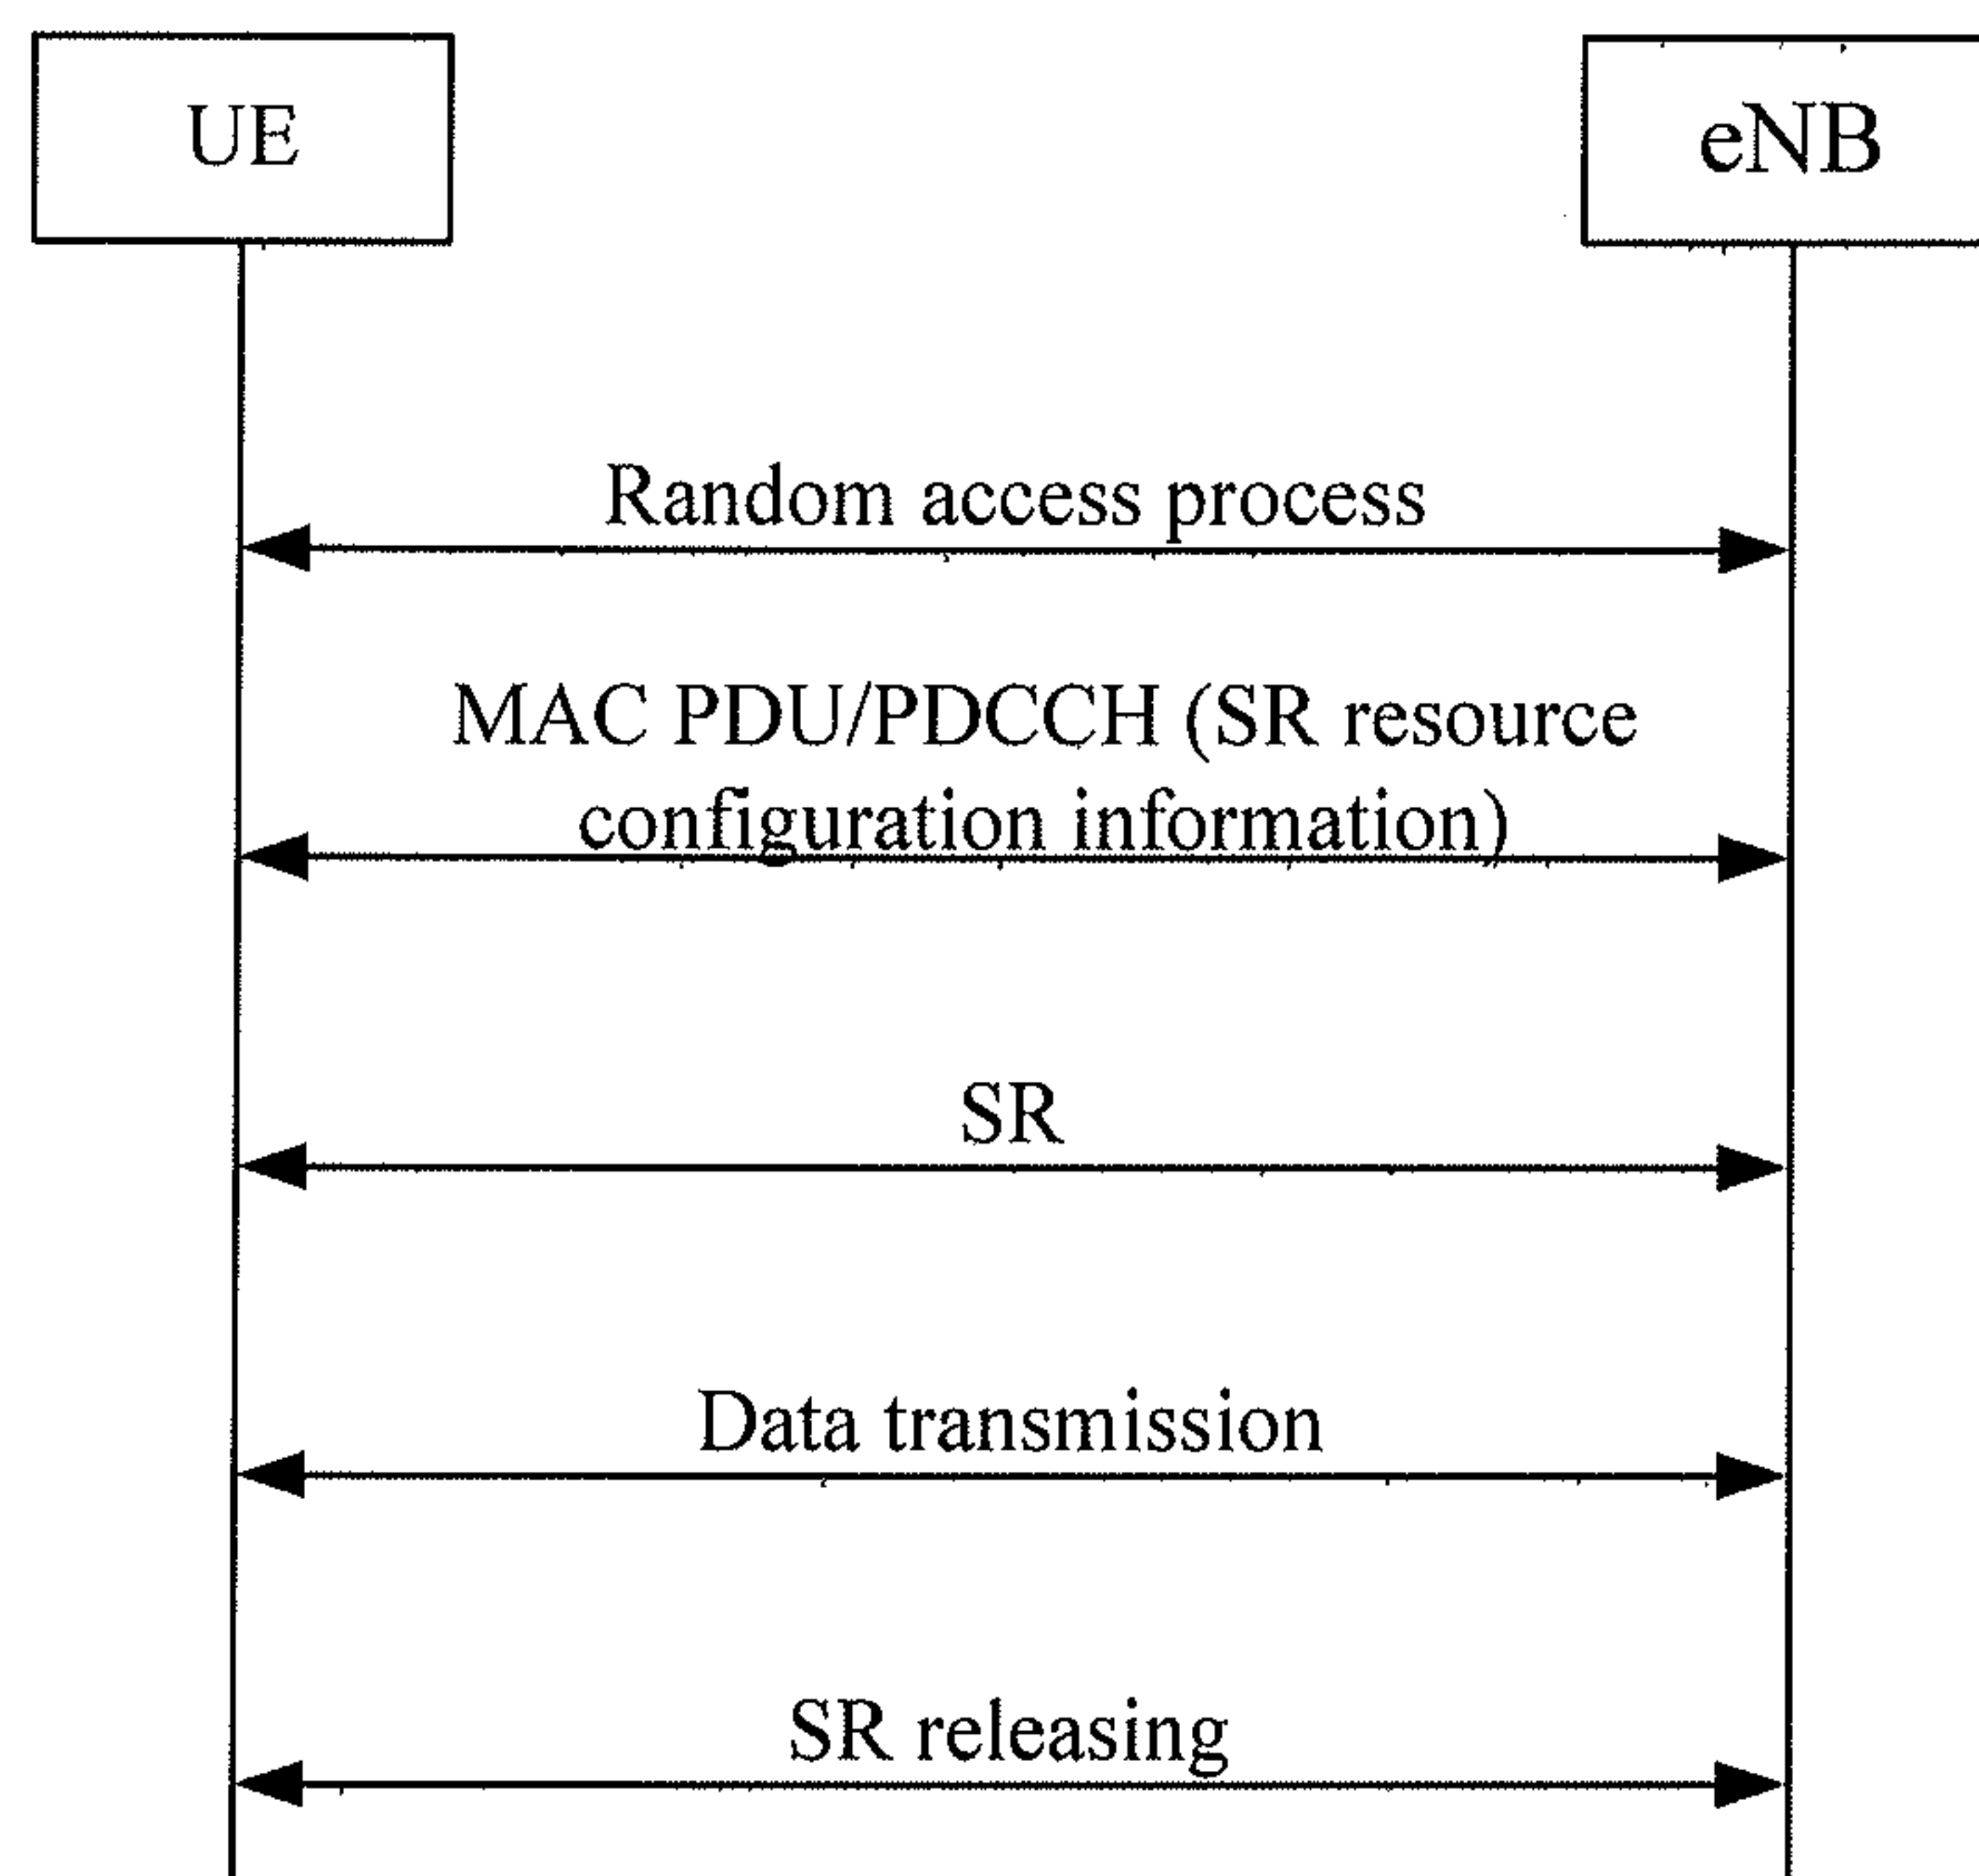 UE
eNB
Random access process
MAC PDU/PDCCH (SR resource
configuration information)
SR
Data transmission
SR releasing